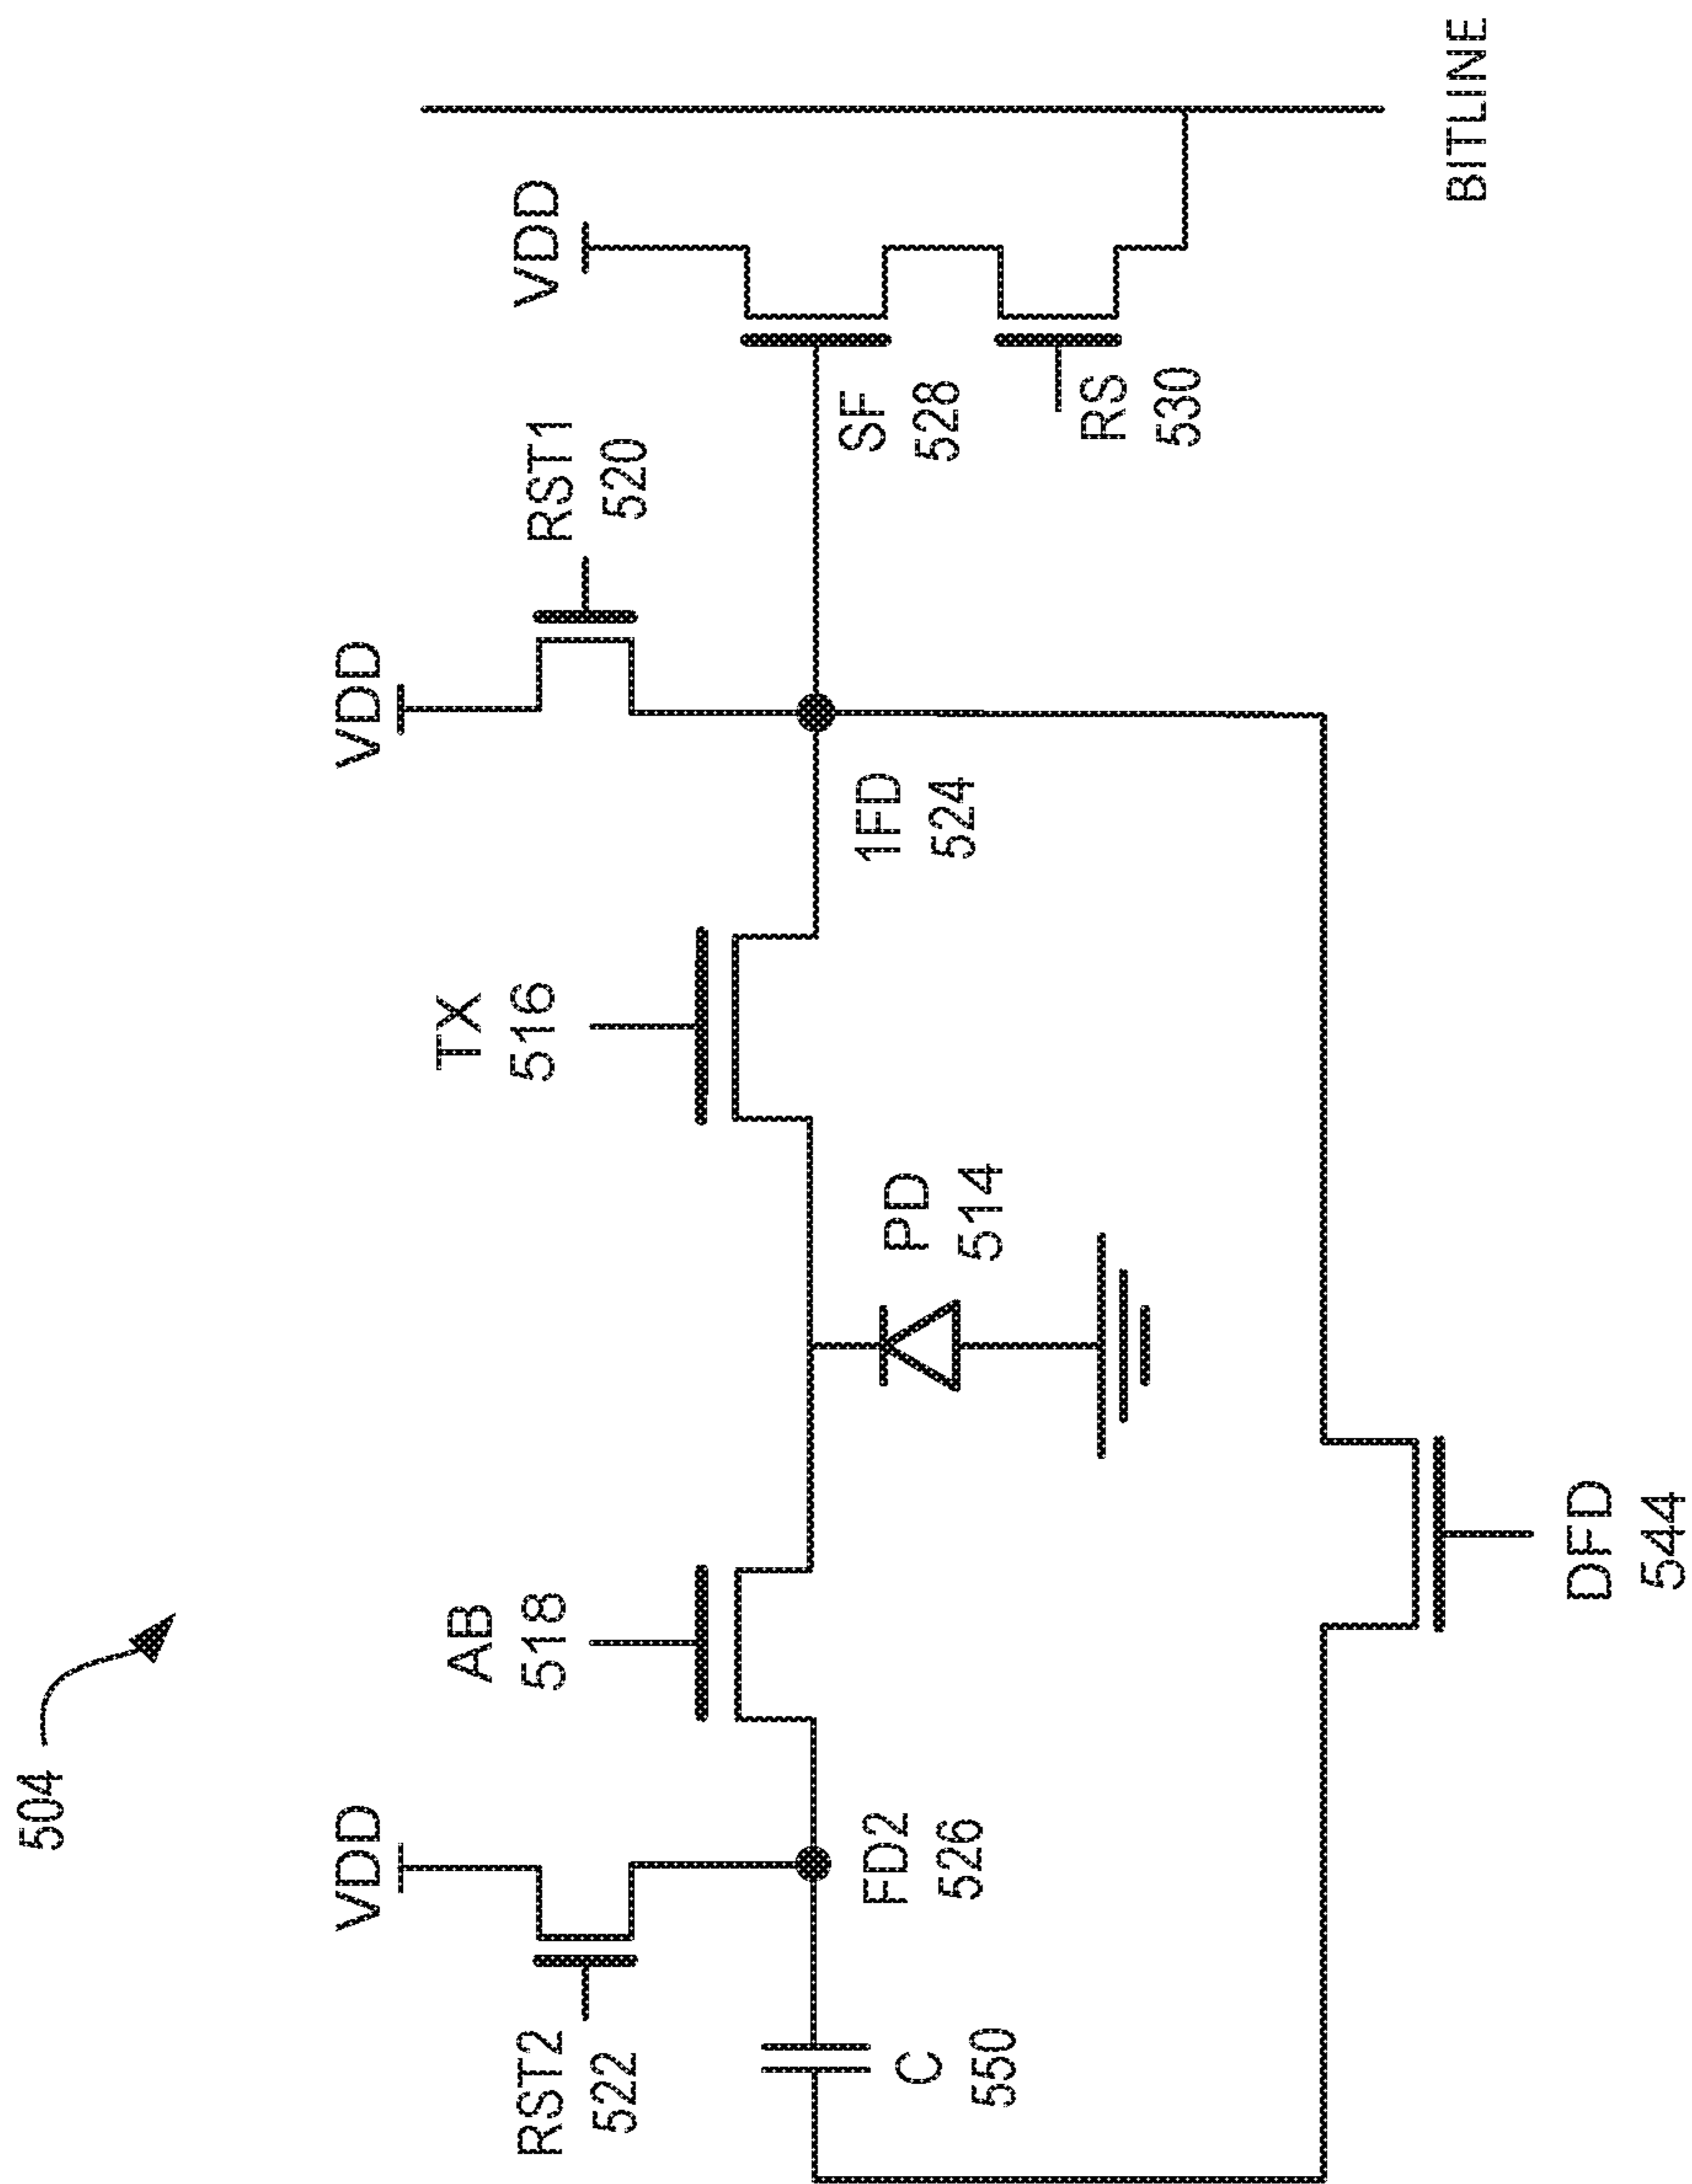 504
VDD
RST2
522
C
550
FD2
526
AB
518
PD
514
TX
516
VDD
RST1
520
1FD
524
VDD
SF
528
RS
530
DFD
544
BITLINE